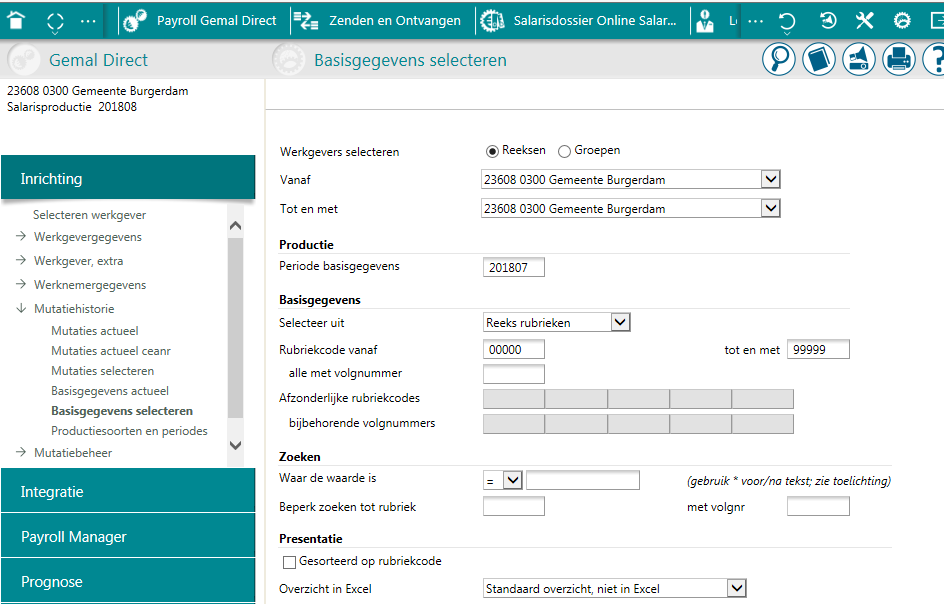 Payroll Gemal Direct Zenden en Ontvangen Salarisdossier Online Salar...
Gemal Direct Basisgegevens selecteren
23608 0300 Gemeente Burgerdam
Salarisproductie 201808
Inrichting
Selecteren werkgever
Werkgevergegevens
Werkgever, extra
Werknemergegevens
Mutatiehistorie
Mutaties actueel
Mutaties actueel ceanr
Mutaties selecteren
Basisgegevens actueel
Basisgegevens selecteren
Productiesoorten en periodes
Mutatiebeheer
Integratie
Payroll Manager
Prognose
Werkgevers selecteren Reeksen Groepen
Vanaf 23608 0300 Gemeente Burgerdam
Tot en met 23608 0300 Gemeente Burgerdam
Productie
Periode basisgegevens 201807
Basisgegevens
Selecteer uit Reeks rubrieken
Rubriekcode vanaf 00000 tot en met 99999
alle met volgnummer
Afzonderlijke rubriekcodes
bijbehorende volgnummers
Zoeken
Waar de waarde is = (gebruik * voor/na tekst; zie toelichting)
Beperk zoeken tot rubriek met volgnr
Presentatie
Gesorteerd op rubriekcode
Overzicht in Excel Standaard overzicht, niet in Excel